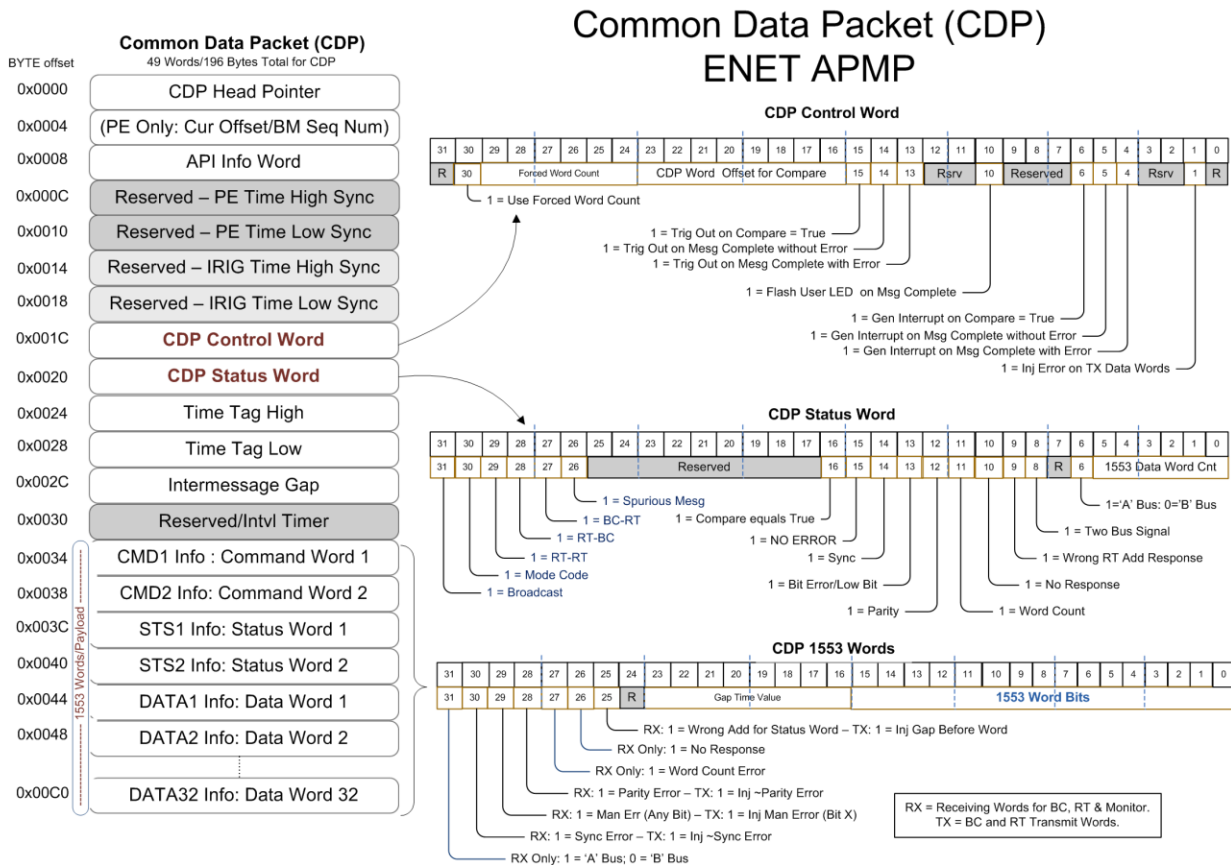 Common Data Packet (CDP)
ENET APMP
Common Data Packet (CDP)
49 Words/196 Bytes Total for CDP
BYTE offset
0x0000 CDP Head Pointer
0x0004 (PE Only: Cur Offset/BM Seq Num)
0x0008 API Info Word
0x000C Reserved – PE Time High Sync
0x0010 Reserved – PE Time Low Sync
0x0014 Reserved – IRIG Time High Sync
0x0018 Reserved – IRIG Time Low Sync
0x001C CDP Control Word
0x0020 CDP Status Word
0x0024 Time Tag High
0x0028 Time Tag Low
0x002C Intermessage Gap
0x0030 Reserved/Intvl Timer
0x0034 CMD1 Info : Command Word 1
0x0038 CMD2 Info: Command Word 2
0x003C STS1 Info: Status Word 1
0x0040 STS2 Info: Status Word 2
0x0044 DATA1 Info: Data Word 1
0x0048 DATA2 Info: Data Word 2
0x00C0 DATA32 Info: Data Word 32
1553 Words/Payload
CDP Control Word
31 30 29 28 27 26 25 24 23 22 21 20 19 18 17 16 15 14 13 12 11 10 9 8 7 6 5 4 3 2 1 0
R 30 Forced Word Count CDP Word Offset for Compare 15 14 13 Rsrv 10 Reserved 6 5 4 Rsrv 1 R
1 = Use Forced Word Count
1 = Trig Out on Compare = True
1 = Trig Out on Mesg Complete without Error
1 = Trig Out on Mesg Complete with Error
1 = Flash User LED on Msg Complete
1 = Gen Interrupt on Compare = True
1 = Gen Interrupt on Msg Complete without Error
1 = Gen Interrupt on Msg Complete with Error
1 = Inj Error on TX Data Words
CDP Status Word
31 30 29 28 27 26 25 24 23 22 21 20 19 18 17 16 15 14 13 12 11 10 9 8 7 6 5 4 3 2 1 0
31 30 29 28 27 26 Reserved 16 15 14 13 12 11 10 9 8 R 6 1553 Data Word Cnt
1 = Spurious Mesg
1 = BC-RT
1 = RT-BC
1 = RT-RT
1 = Mode Code
1 = Broadcast
1 = Compare equals True
1 = NO ERROR
1 = Sync
1 = Bit Error/Low Bit
1 = Parity
1='A' Bus: 0='B' Bus
1 = Two Bus Signal
1 = Wrong RT Add Response
1 = No Response
1 = Word Count
CDP 1553 Words
31 30 29 28 27 26 25 24 23 22 21 20 19 18 17 16 15 14 13 12 11 10 9 8 7 6 5 4 3 2 1 0
31 30 29 28 27 26 25 R Gap Time Value 1553 Word Bits
RX: 1 = Wrong Add for Status Word – TX: 1 = Inj Gap Before Word
RX Only: 1 = No Response
RX Only: 1 = Word Count Error
RX: 1 = Parity Error – TX: 1 = Inj ~Parity Error
RX: 1 = Man Err (Any Bit) – TX: 1 = Inj Man Error (Bit X)
RX: 1 = Sync Error – TX: 1 = Inj ~Sync Error
RX Only: 1 = 'A' Bus; 0 = 'B' Bus
RX = Receiving Words for BC, RT & Monitor.
TX = BC and RT Transmit Words.